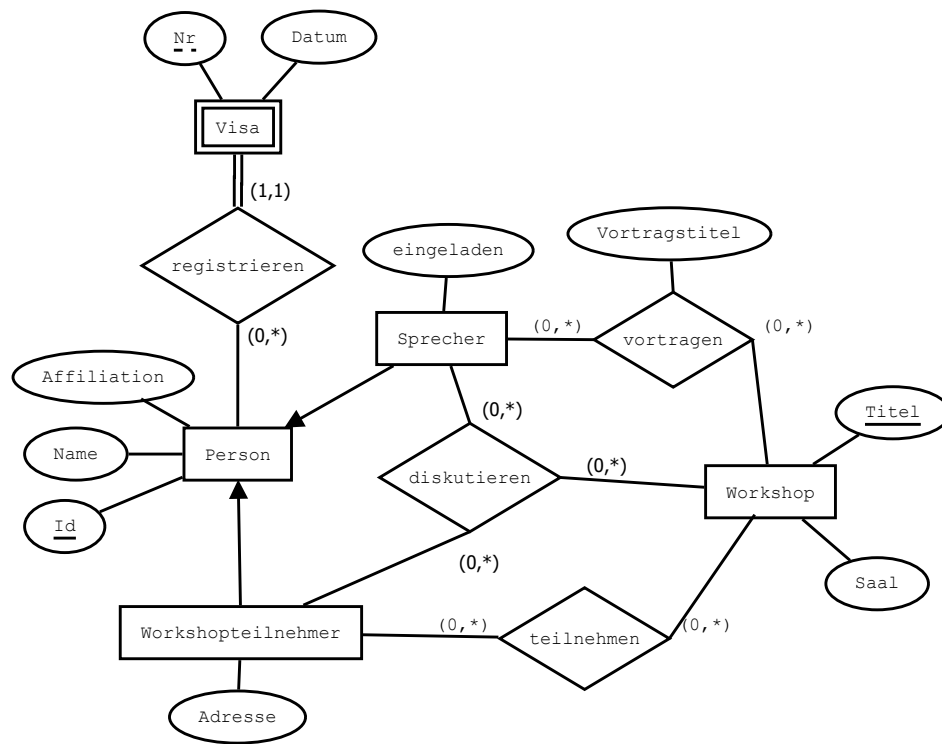 Nr
Datum
Visa
(1,1)
registrieren
(0,*)
eingeladen
Vortragstitel
Sprecher
(0,*)
vortragen
(0,*)
Affiliation
Name
Person
Id
(0,*)
diskutieren
(0,*)
(0,*)
Titel
Workshop
Saal
Workshopteilnehmer
(0,*)
teilnehmen
(0,*)
Adresse